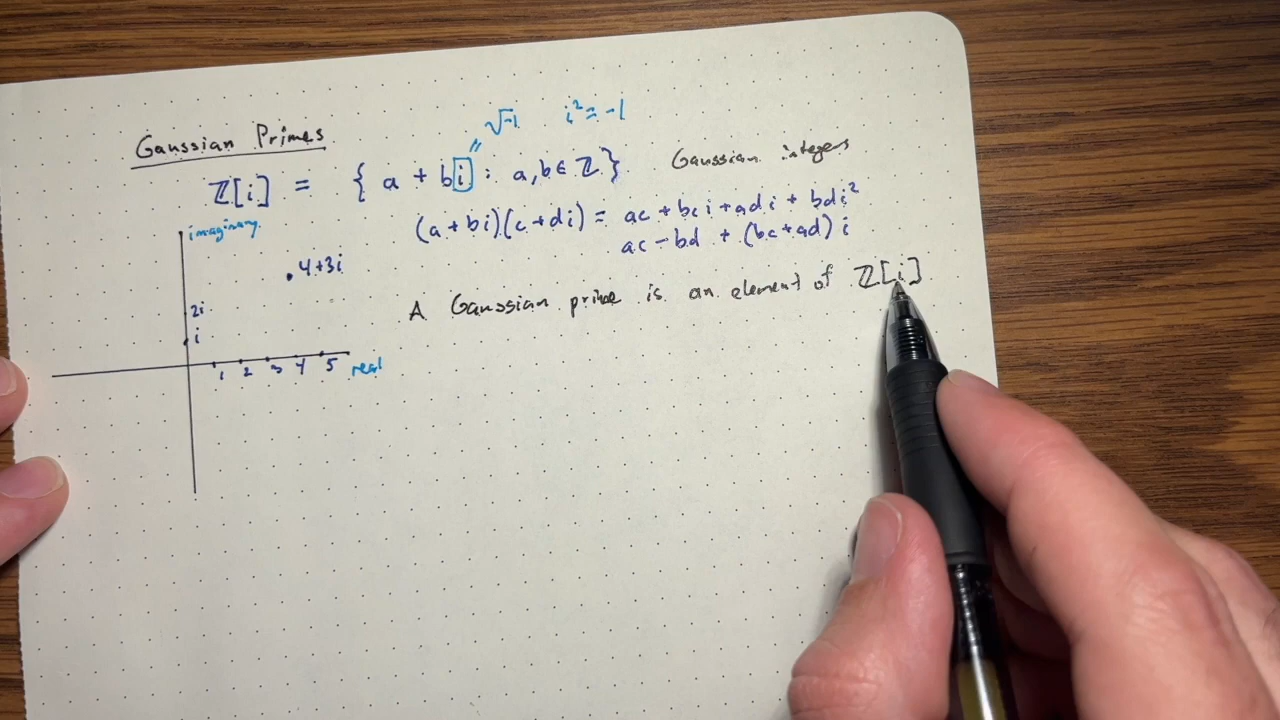 Gaussian Primes
√-1 i² = -1
"
ℤ[i] = { a + bi : a, b ∈ ℤ } Gaussian integers
(a+bi)(c+di) = ac + bci + adi + bdi²
ac - bd + (bc+ad) i
imaginary
4+3i
A Gaussian prime is an element of ℤ[i]
2i
i
1 2 3 4 5 real